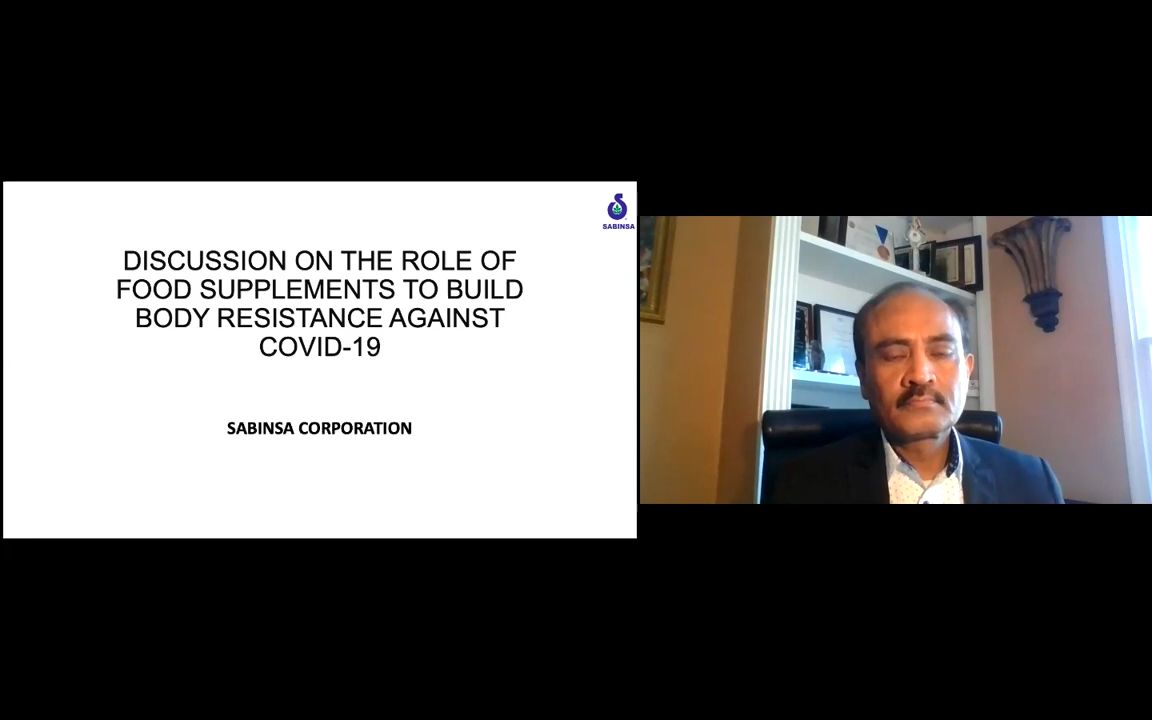 SABINSA
DISCUSSION ON THE ROLE OF
FOOD SUPPLEMENTS TO BUILD
BODY RESISTANCE AGAINST
COVID-19
SABINSA CORPORATION